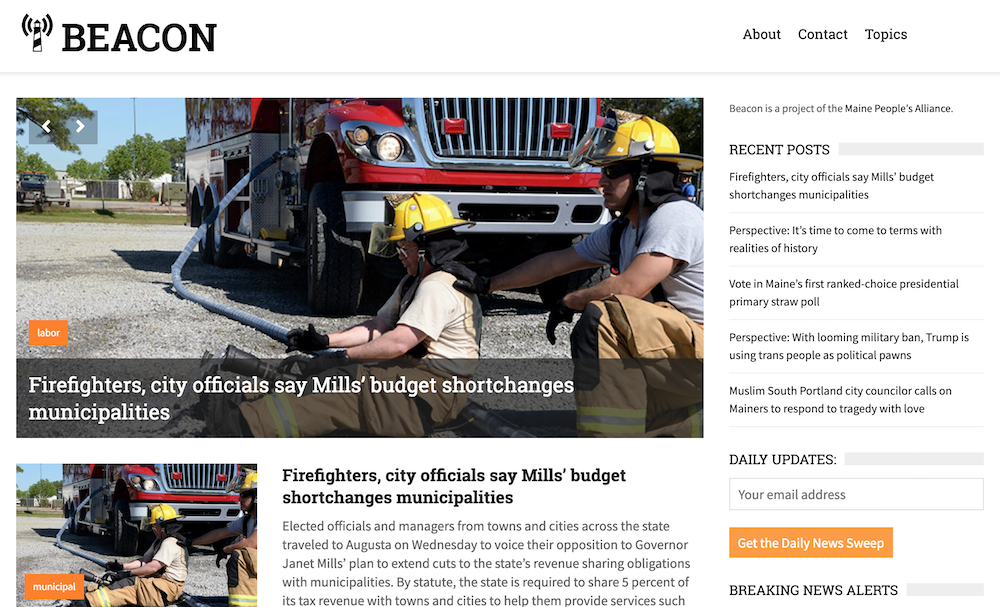 BEACON
About Contact Topics
labor
Firefighters, city officials say Mills’ budget shortchanges
municipalities
municipal
Firefighters, city officials say Mills’ budget
shortchanges municipalities
Elected officials and managers from towns and cities across the state
traveled to Augusta on Wednesday to voice their opposition to Governor
Janet Mills’ plan to extend cuts to the state’s revenue sharing obligations
with municipalities. By statute, the state is required to share 5 percent of
its tax revenue with towns and cities to help them provide services such
Beacon is a project of the Maine People's Alliance.
RECENT POSTS
Firefighters, city officials say Mills’ budget
shortchanges municipalities
Perspective: It’s time to come to terms with
realities of history
Vote in Maine’s first ranked-choice presidential
primary straw poll
Perspective: With looming military ban, Trump is
using trans people as political pawns
Muslim South Portland city councilor calls on
Mainers to respond to tragedy with love
DAILY UPDATES:
Your email address
Get the Daily News Sweep
BREAKING NEWS ALERTS